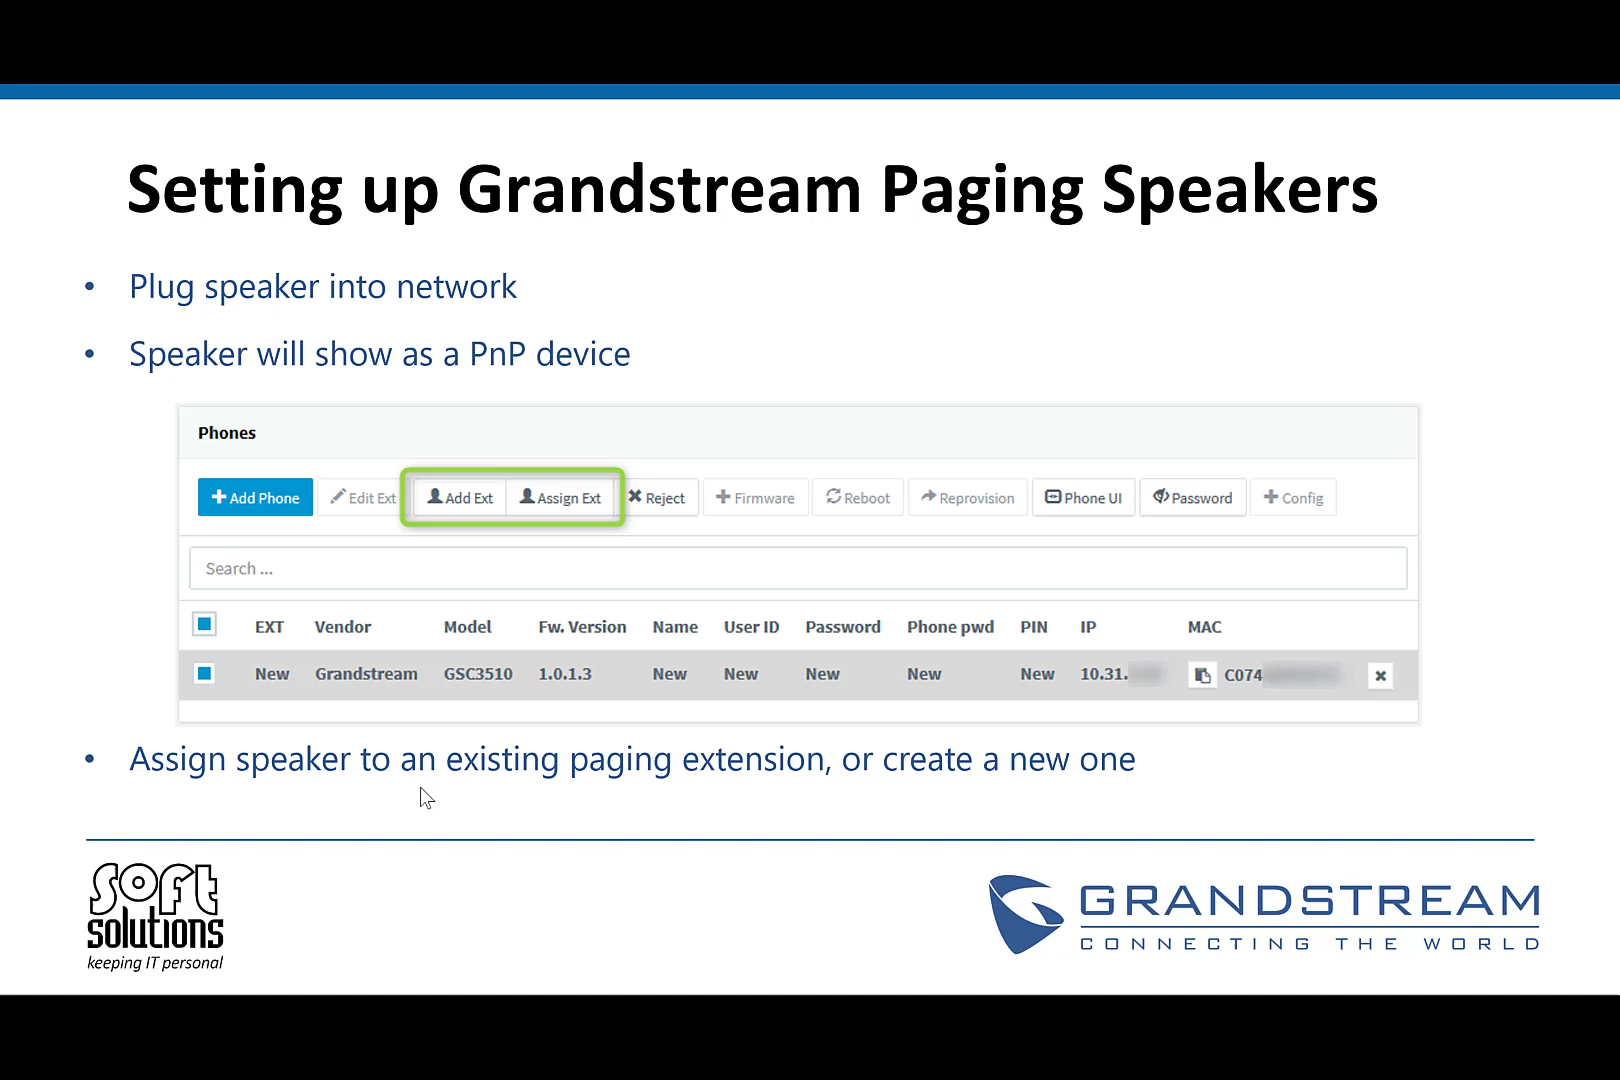 Setting up Grandstream Paging Speakers
• Plug speaker into network
• Speaker will show as a PnP device
Phones
Add Phone Edit Ext Add Ext Assign Ext Reject Firmware Reboot Reprovision Phone UI Password Config
Search ...
EXT Vendor Model Fw. Version Name User ID Password Phone pwd PIN IP MAC
New Grandstream GSC3510 1.0.1.3 New New New New New 10.31. C074
• Assign speaker to an existing paging extension, or create a new one
soft
solutions
keeping IT personal
GRANDSTREAM
CONNECTING THE WORLD